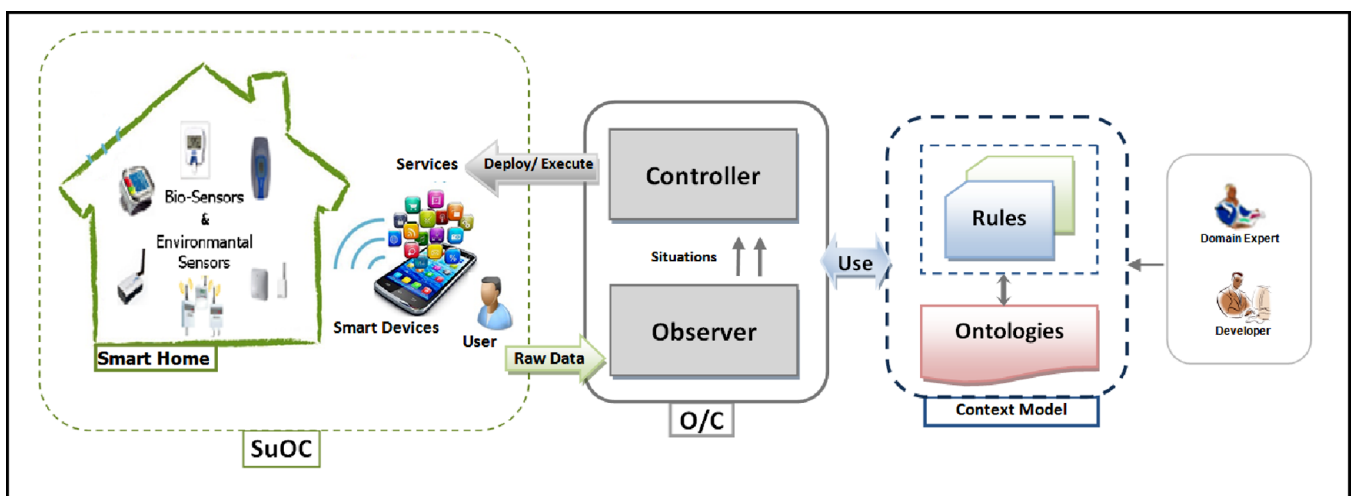 Bio-Sensors
&
Environmantal
Sensors
Smart Home
Services
Smart Devices
User
SuOC
Deploy/ Execute
Raw Data
Controller
Situations
Observer
O/C
Use
Rules
Ontologies
Context Model
Domain Expert
Developer